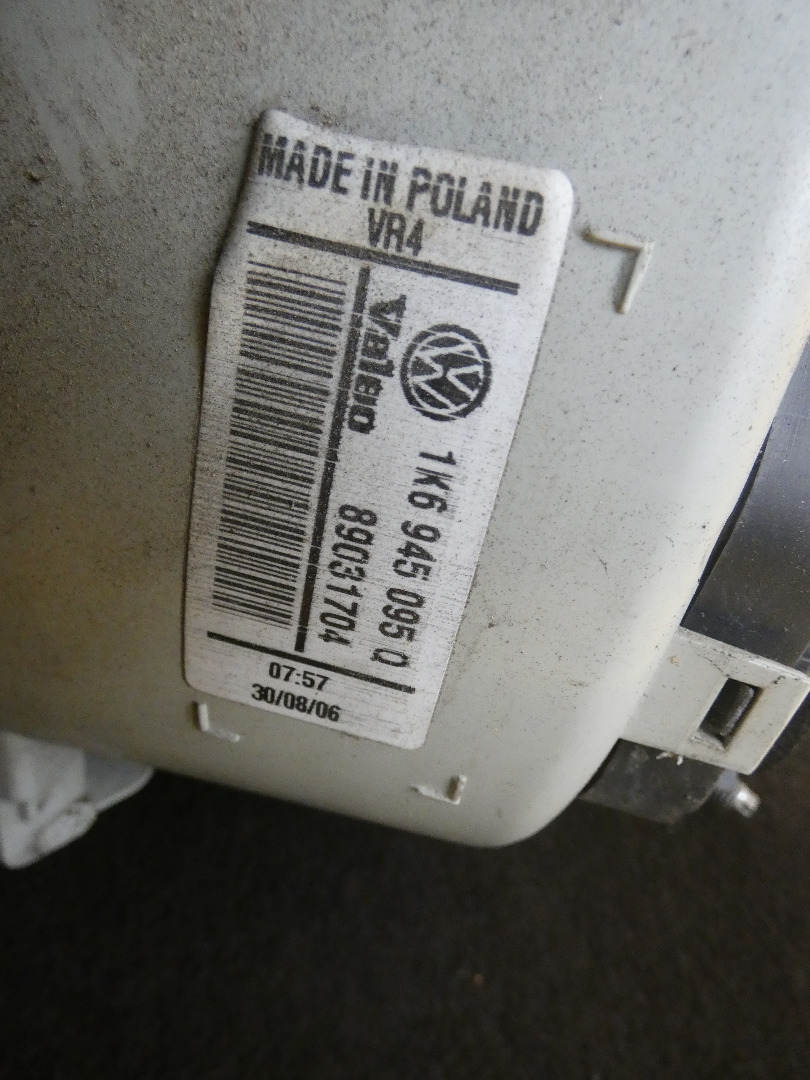 MADE IN POLAND
VR4
Valeo
1K6 945 095 Q
89031704
07:57
30/08/06